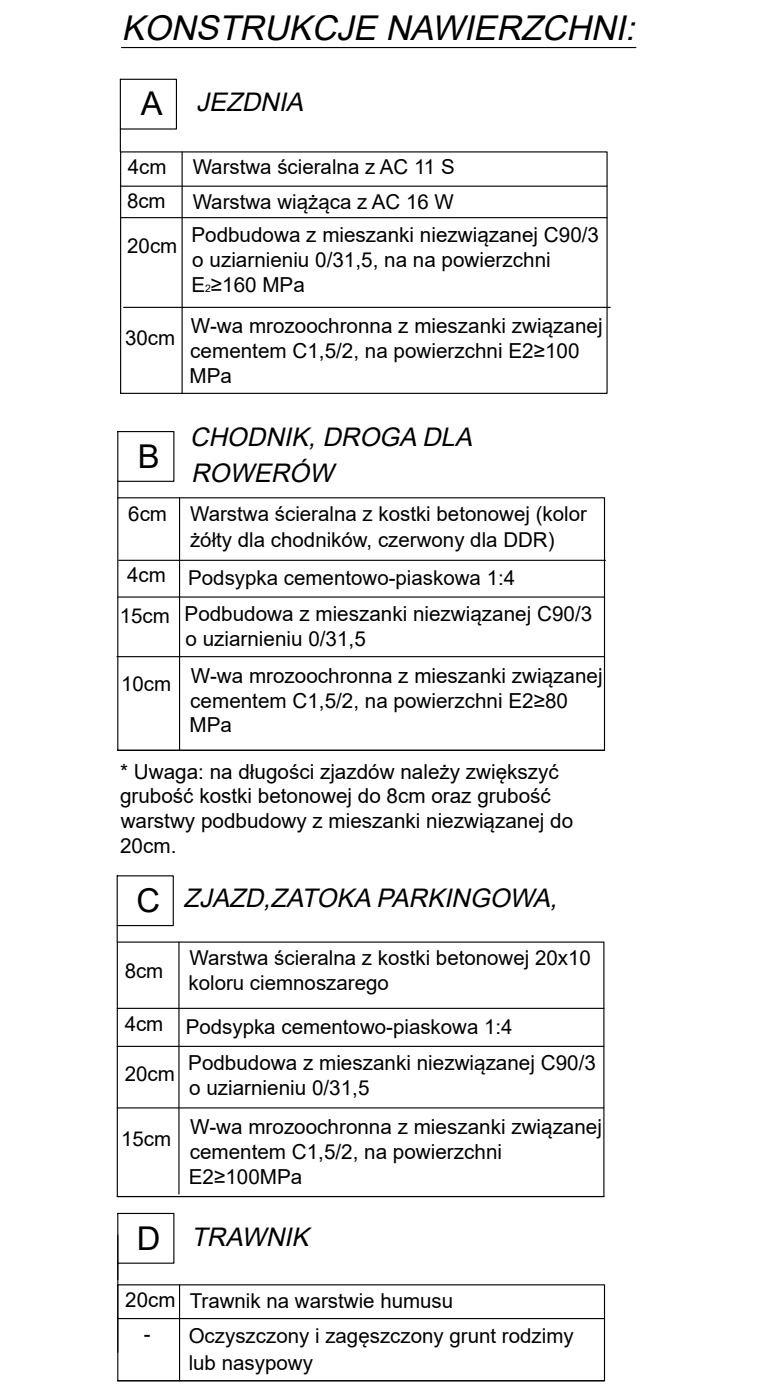 KONSTRUKCJE NAWIERZCHNI:
A JEZDNIA
4cm Warstwa ścieralna z AC 11 S
8cm Warstwa wiążąca z AC 16 W
20cm Podbudowa z mieszanki niezwiązanej C90/3
o uziarnieniu 0/31,5, na na powierzchni
E₂≥160 MPa
30cm W-wa mrozoochronna z mieszanki związanej
cementem C1,5/2, na powierzchni E2≥100
MPa
B CHODNIK, DROGA DLA
ROWERÓW
6cm Warstwa ścieralna z kostki betonowej (kolor
żółty dla chodników, czerwony dla DDR)
4cm Podsypka cementowo-piaskowa 1:4
15cm Podbudowa z mieszanki niezwiązanej C90/3
o uziarnieniu 0/31,5
10cm W-wa mrozoochronna z mieszanki związanej
cementem C1,5/2, na powierzchni E2≥80
MPa
* Uwaga: na długości zjazdów należy zwiększyć
grubość kostki betonowej do 8cm oraz grubość
warstwy podbudowy z mieszanki niezwiązanej do
20cm.
C ZJAZD,ZATOKA PARKINGOWA,
8cm Warstwa ścieralna z kostki betonowej 20x10
koloru ciemnoszarego
4cm Podsypka cementowo-piaskowa 1:4
20cm Podbudowa z mieszanki niezwiązanej C90/3
o uziarnieniu 0/31,5
15cm W-wa mrozoochronna z mieszanki związanej
cementem C1,5/2, na powierzchni
E2≥100MPa
D TRAWNIK
20cm Trawnik na warstwie humusu
- Oczyszczony i zagęszczony grunt rodzimy
lub nasypowy